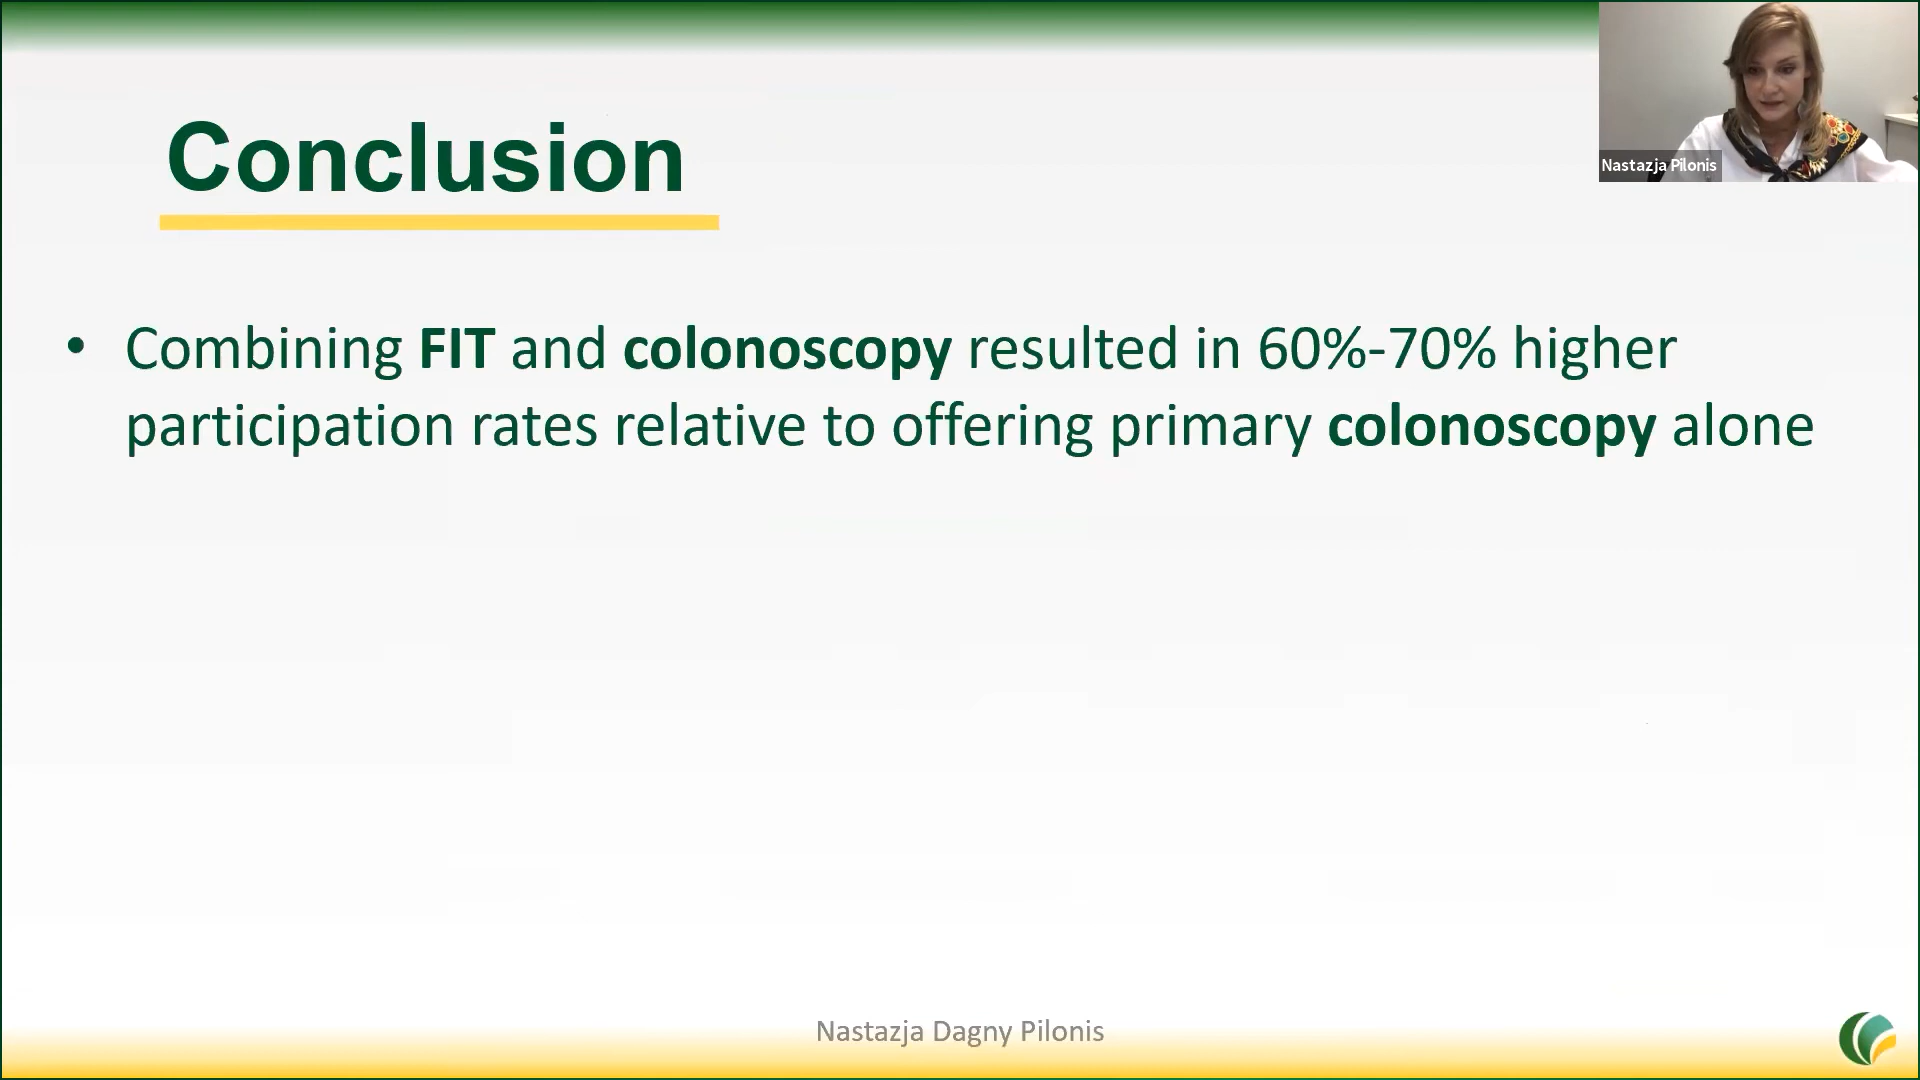 Conclusion
Nastazja Pilonis
• Combining FIT and colonoscopy resulted in 60%-70% higher
participation rates relative to offering primary colonoscopy alone
Nastazja Dagny Pilonis